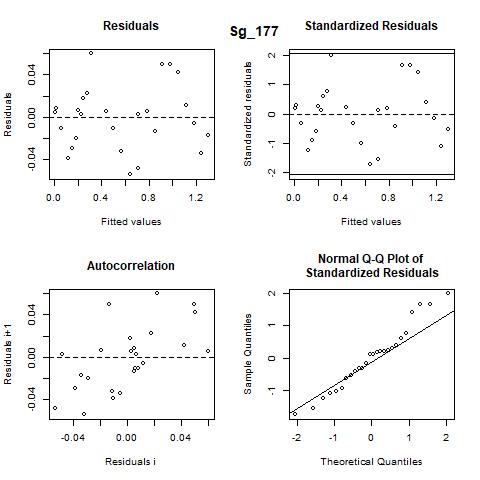 Sg_177
Residuals
Standardized Residuals
Residuals
0.04
0.00
-0.04
0.0 0.4 0.8 1.2
Fitted values
Standardized residuals
2
1
0
-1
-2
0.0 0.4 0.8 1.2
Fitted values
Autocorrelation
Normal Q-Q Plot of
Standardized Residuals
Residuals i+1
0.04
0.00
-0.04
-0.04 0.00 0.04
Residuals i
Sample Quantiles
2
1
0
-1
-2 -1 0 1 2
Theoretical Quantiles